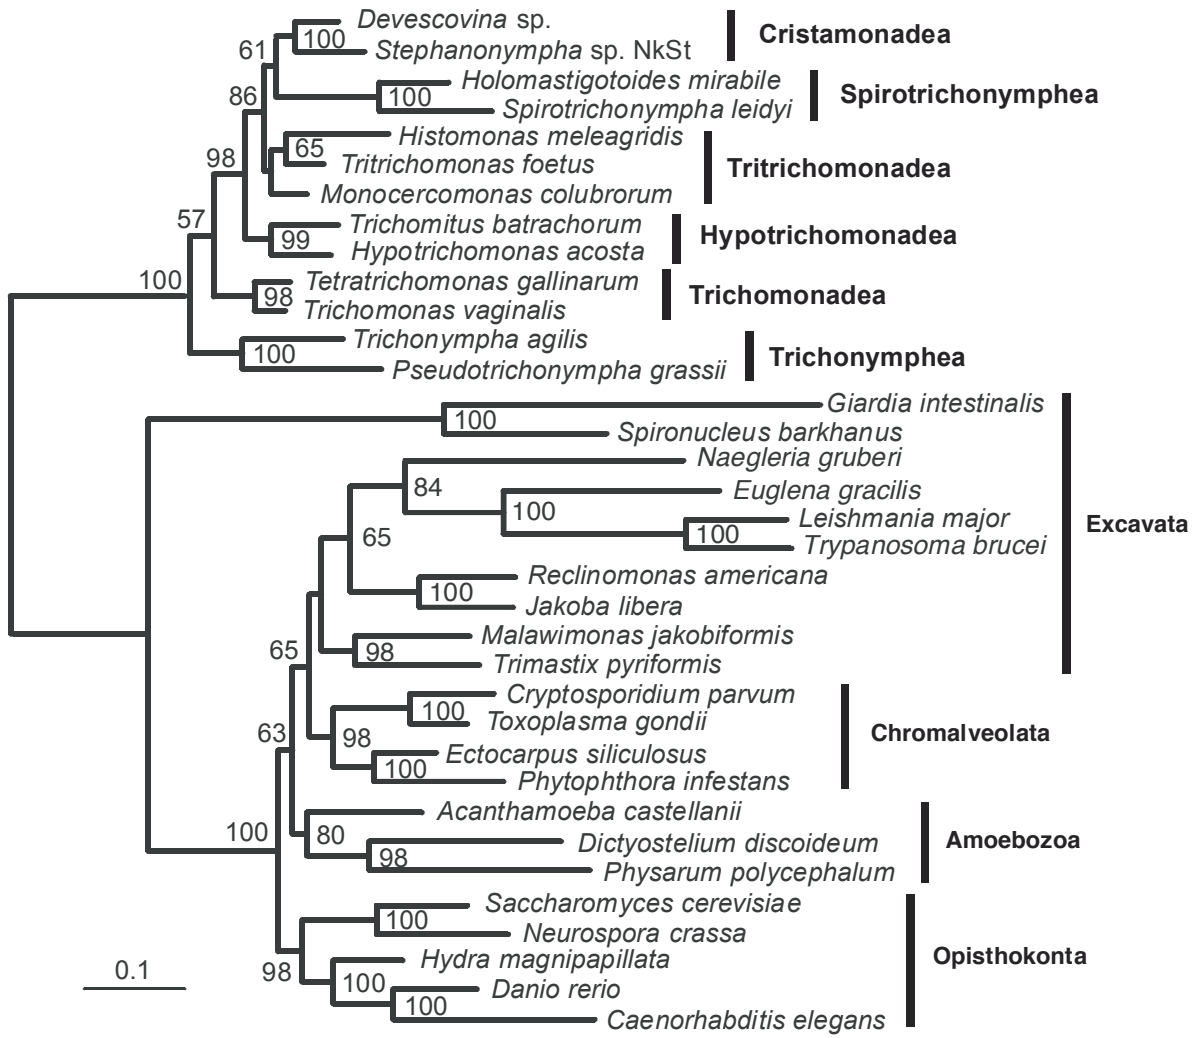 Devescovina sp.
100
61
Stephanonympha sp. NkSt
Cristamonadea
Holomastigotoides mirabile
86
100
Spirotrichonymphea
Spirotrichonympha leidyi
Histomonas meleagridis
65
98
Tritrichomonas foetus
Tritrichomonadea
Monocercomonas colubrorum
57
Trichomitus batrachorum
99
Hypotrichomonadea
Hypotrichomonas acosta
100
Tetratrichomonas gallinarum
98
Trichomonadea
Trichomonas vaginalis
Trichonympha agilis
100
Trichonymphea
Pseudotrichonympha grassii
Giardia intestinalis
100
Spironucleus barkhanus
Naegleria gruberi
84
Euglena gracilis
100
Leishmania major
Excavata
100
65
Trypanosoma brucei
Reclinomonas americana
100
Jakoba libera
Malawimonas jakobiformis
65
98
Trimastix pyriformis
Cryptosporidium parvum
100
Toxoplasma gondii
63
98
Chromalveolata
Ectocarpus siliculosus
100
Phytophthora infestans
Acanthamoeba castellanii
100
80
Dictyostelium discoideum
Amoebozoa
98
Physarum polycephalum
Saccharomyces cerevisiae
100
Neurospora crassa
Hydra magnipapillata
Opisthokonta
98
0.1
100
Danio rerio
100
Caenorhabditis elegans